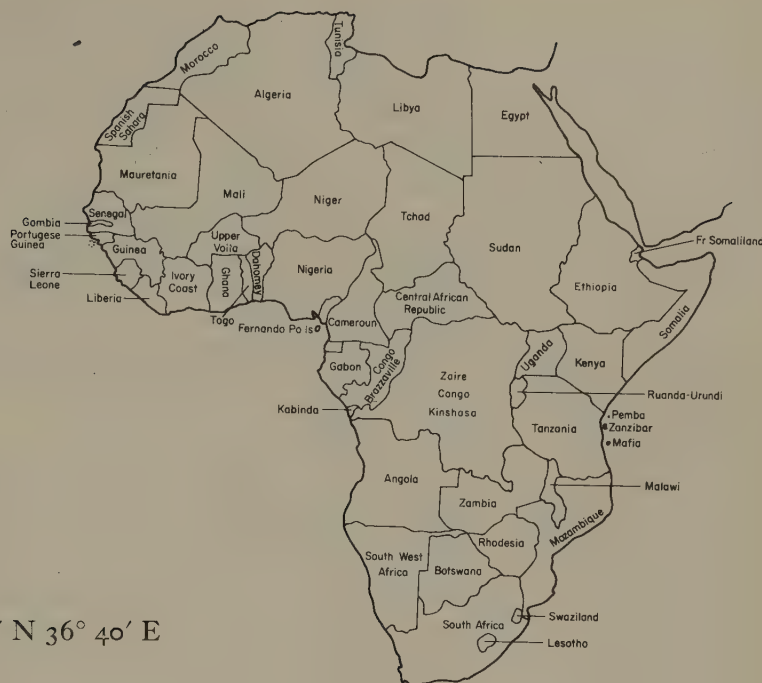 Tunisia
Morocco
Algeria
Libya
Egypt
Spanish
Sahara
Mauretania
Mali
Niger
Tchad
Sudan
Fr Somaliland
Senegal
Gambia
Portugese
Guinea
Guinea
Upper
Volla
Sierra
Leone
Liberia
Ivory
Coast
Ghana
Togo
Dahomey
Nigeria
Fernando Po Is
Cameroun
Central African
Republic
Ethiopia
Somalia
Gabon
Congo
Brazzaville
Kabinda
Zaire
Congo
Kinshasa
Uganda
Kenya
Ruanda-Urundi
Pemba
Zanzibar
Mafia
Tanzania
Angola
Zambia
Malawi
Mozambique
Rhodesia
South West
Africa
Botswana
Swaziland
South Africa
Lesotho
′ N 36° 40′ E